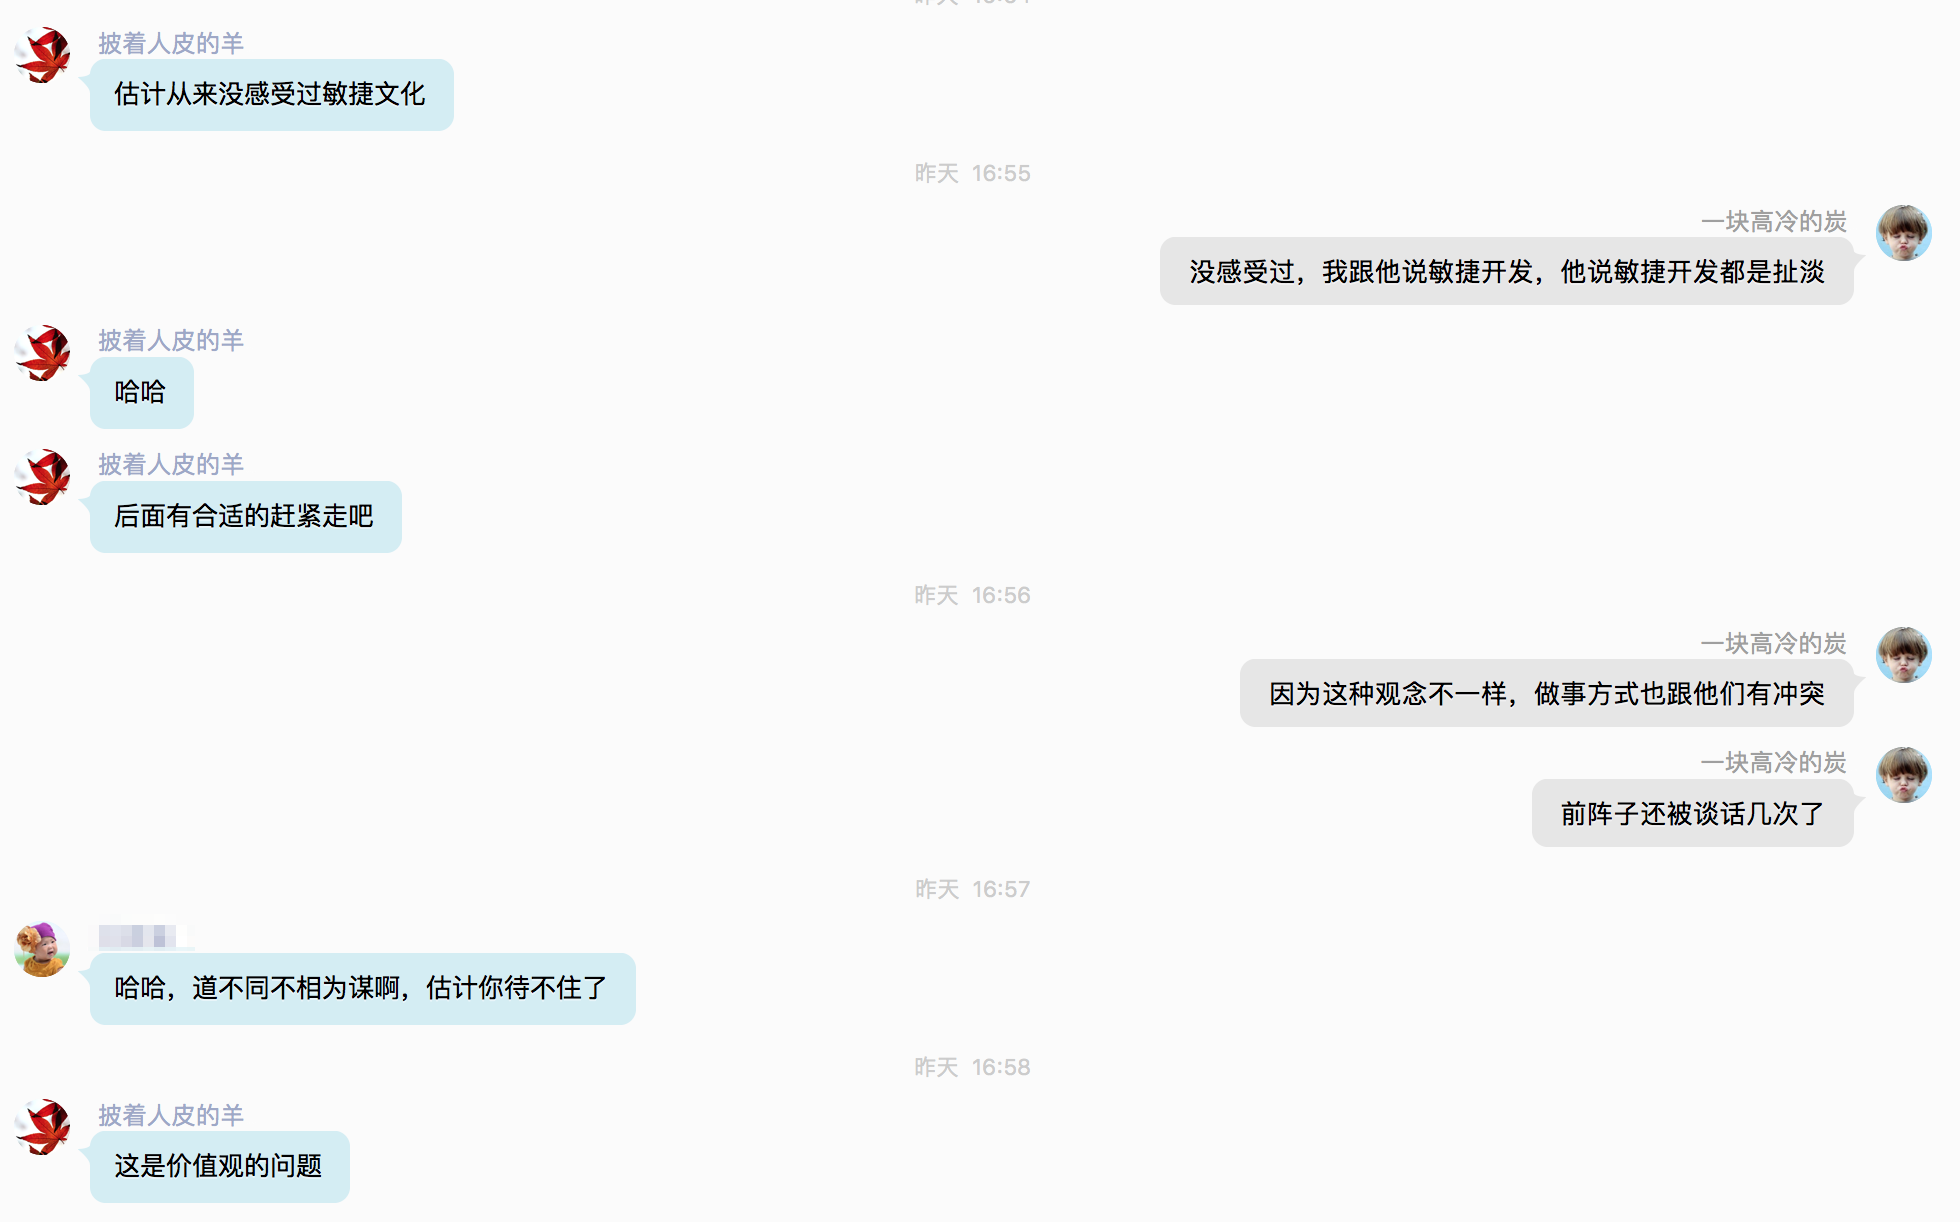 披着人皮的羊
估计从来没感受过敏捷文化
昨天 16:55
一块高冷的炭
没感受过，我跟他说敏捷开发，他说敏捷开发都是扯淡
披着人皮的羊
哈哈
披着人皮的羊
后面有合适的赶紧走吧
昨天 16:56
一块高冷的炭
因为这种观念不一样，做事方式也跟他们有冲突
一块高冷的炭
前阵子还被谈话几次了
昨天 16:57
哈哈，道不同不相为谋啊，估计你待不住了
昨天 16:58
披着人皮的羊
这是价值观的问题